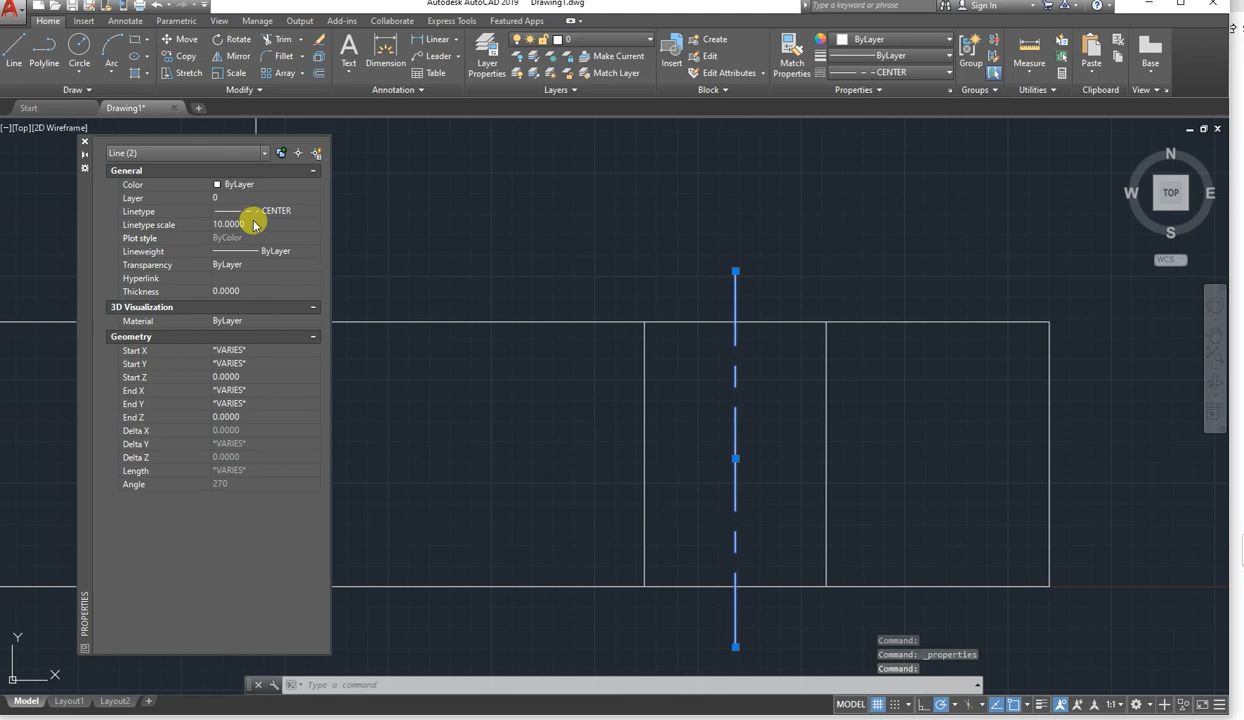 Autodesk AutoCAD 2019 Drawing1.dwg
Type a keyword or phrase
Sign In
Home Insert Annotate Parametric View Manage Output Add-ins Collaborate Express Tools Featured Apps
Line Polyline Circle Arc
Move Rotate Trim
Copy Mirror Fillet
Stretch Scale Array
Text Dimension
Linear
Leader
Table
Layer
Properties
0
Make Current
Match Layer
Insert
Create
Edit
Edit Attributes
Match
Properties
ByLayer
ByLayer
CENTER
Group
Measure
Paste
Base
Draw Modify Annotation Layers Block Properties Groups Utilities Clipboard View
Start Drawing1*
[−][Top][2D Wireframe]
Line (2)
General
Color ByLayer
Layer 0
Linetype CENTER
Linetype scale 10.0000
Plot style ByColor
Lineweight ByLayer
Transparency ByLayer
Hyperlink
Thickness 0.0000
3D Visualization
Material ByLayer
Geometry
Start X *VARIES*
Start Y *VARIES*
Start Z 0.0000
End X *VARIES*
End Y *VARIES*
End Z 0.0000
Delta X 0.0000
Delta Y *VARIES*
Delta Z 0.0000
Length *VARIES*
Angle 270
PROPERTIES
N
W TOP E
S
WCS
Y
X
Command:
Command: _properties
Command:
Type a command
Model Layout1 Layout2
MODEL 1:1